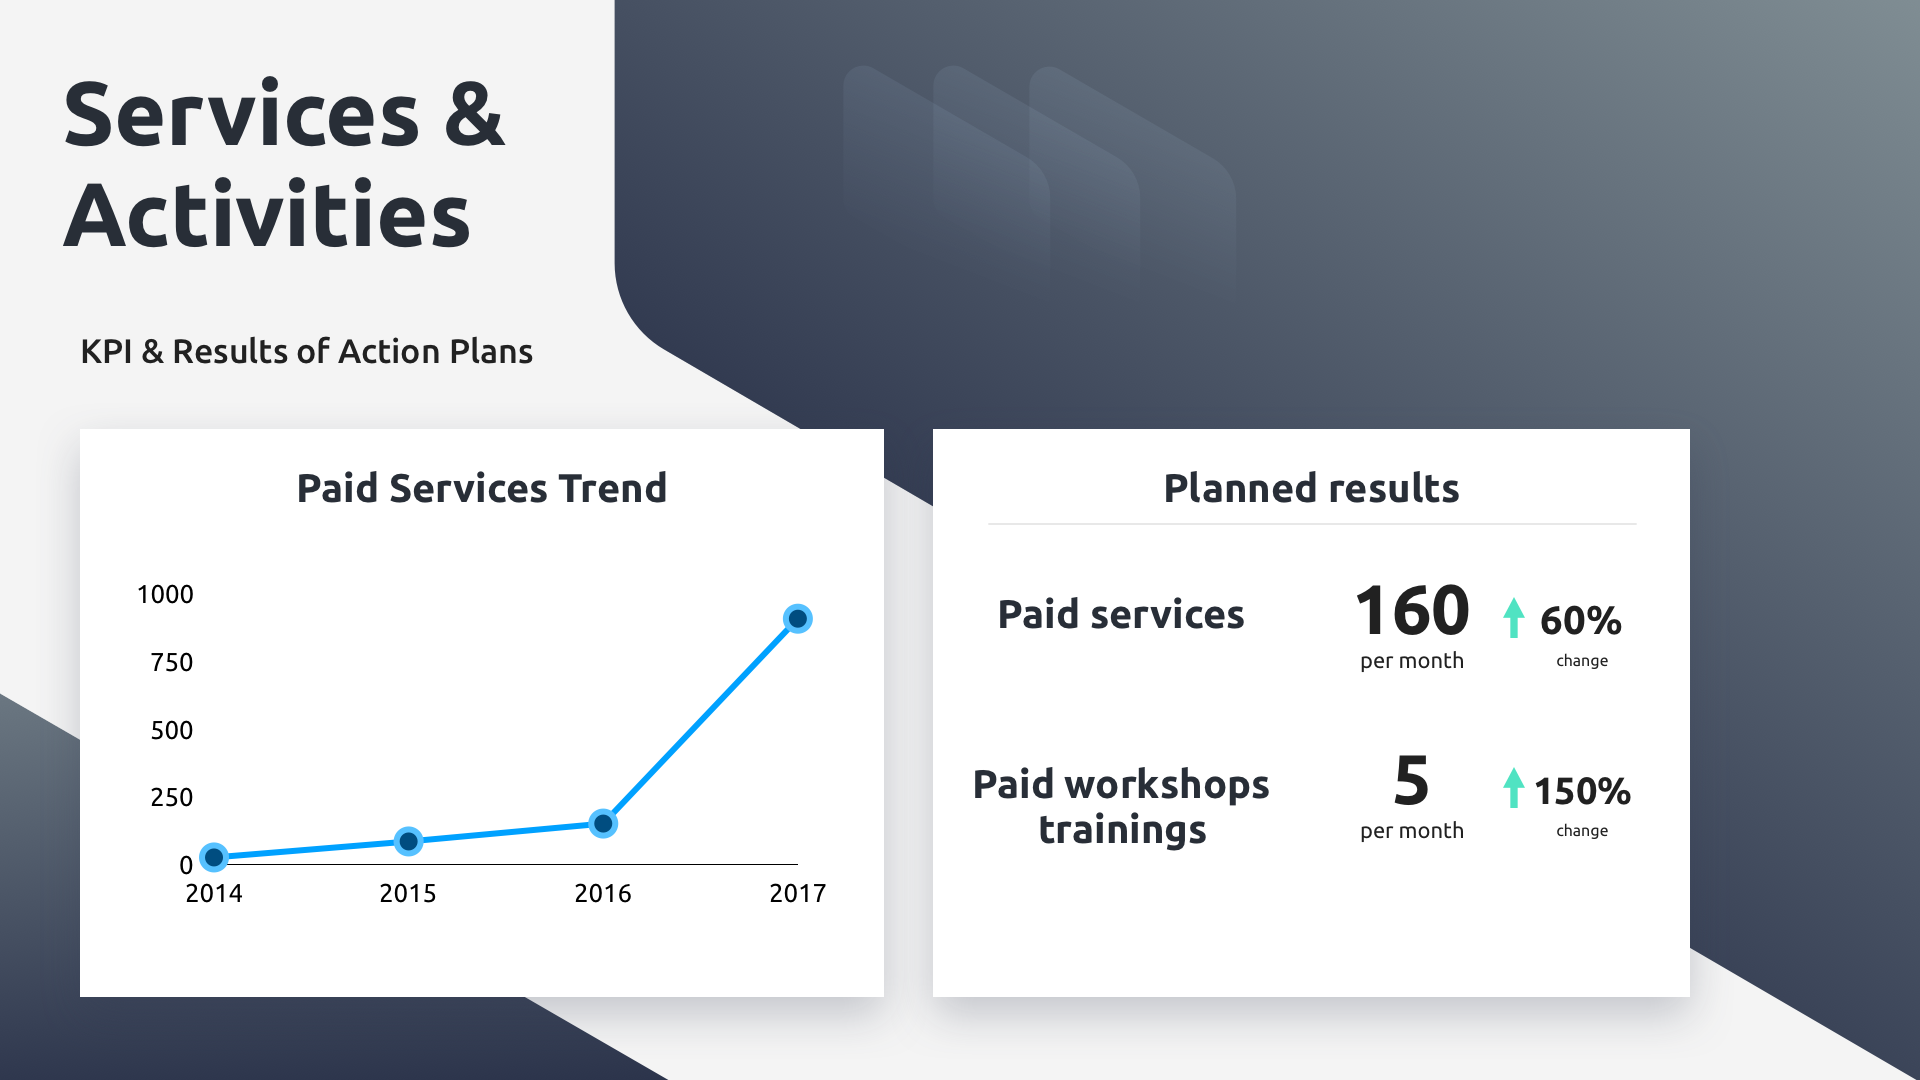 Services &
Activities
KPI & Results of Action Plans
Paid Services Trend
1000
750
500
250
0
2014 2015 2016 2017
Planned results
Paid services
160
per month
60%
change
Paid workshops
trainings
5
per month
150%
change